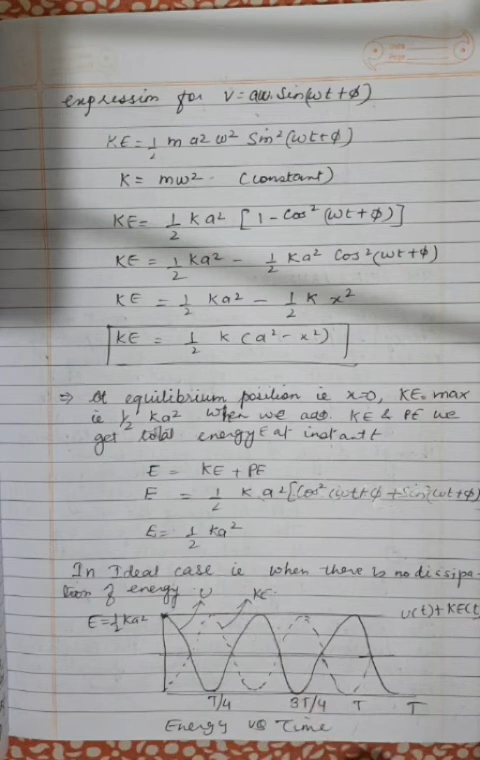 expression for v = aω. Sin(ωt+ϕ)
KE = 1/2 m a² ω² Sin²(ωt+ϕ)
K = mω² (constant)
KE = 1/2 K a² [1 - Cos²(ωt+ϕ)]
KE = 1/2 Ka² - 1/2 Ka² Cos²(ωt+ϕ)
KE = 1/2 Ka² - 1/2 K x²
KE = 1/2 K (a² - x²)
⇒ At equilibrium position ie x=0, KE = max
ie 1/2 Ka² when we add. KE & PE we
get total energy E at instant t
E = KE + PE
E = 1/2 K a² [Cos²(ωt+ϕ + Sin²(ωt+ϕ)
E = 1/2 Ka²
In Ideal case ie when there is no dissipa-
tion of energy U KE
E = 1/2 Ka² U(t) + KE(t
T/4 3T/4 T T
Energy vs Time